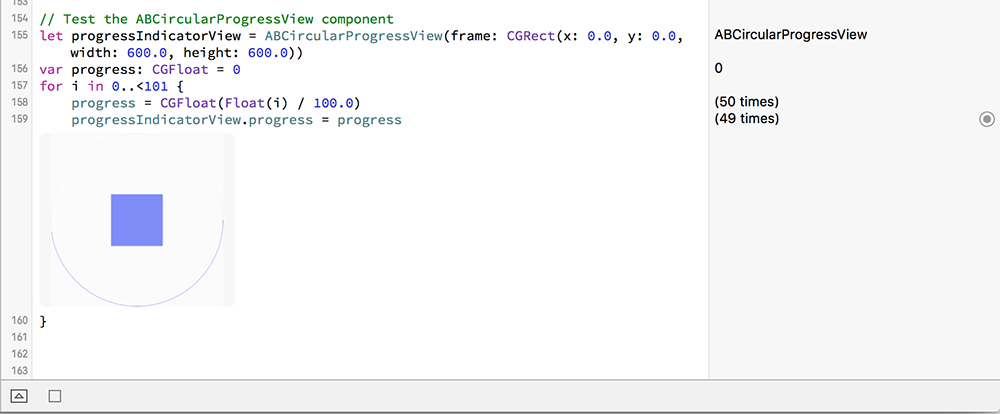 153
154 // Test the ABCircularProgressView component
155 let progressIndicatorView = ABCircularProgressView(frame: CGRect(x: 0.0, y: 0.0, ABCircularProgressView
width: 600.0, height: 600.0))
156 var progress: CGFloat = 0 0
157 for i in 0..<101 {
158 progress = CGFloat(Float(i) / 100.0) (50 times)
159 progressIndicatorView.progress = progress (49 times)
160 }
161
162
163